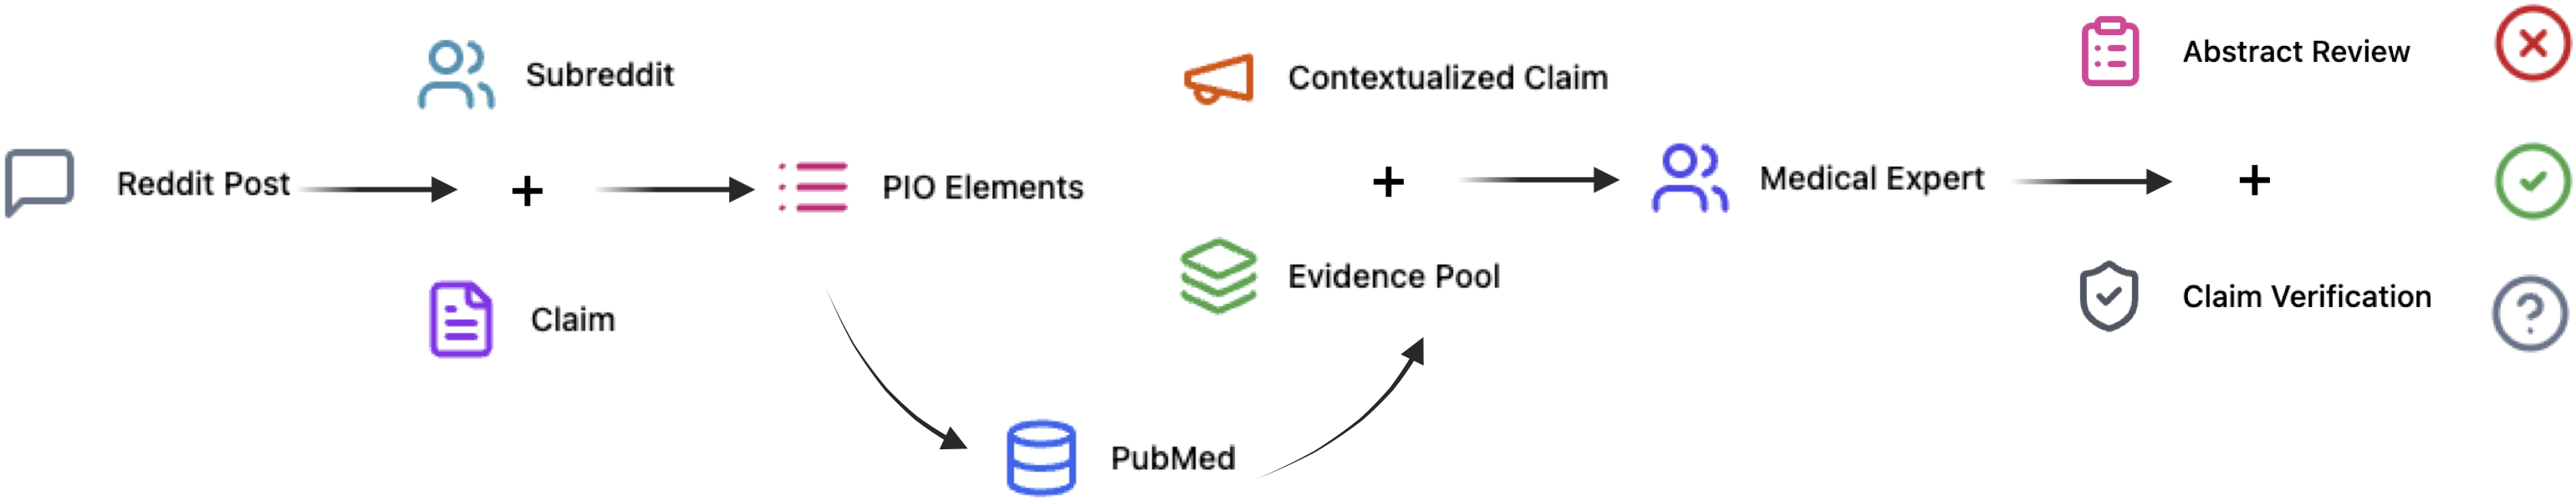 Reddit Post
Subreddit
+
Claim
PIO Elements
PubMed
Contextualized Claim
+
Evidence Pool
Medical Expert
Abstract Review
+
Claim Verification
?